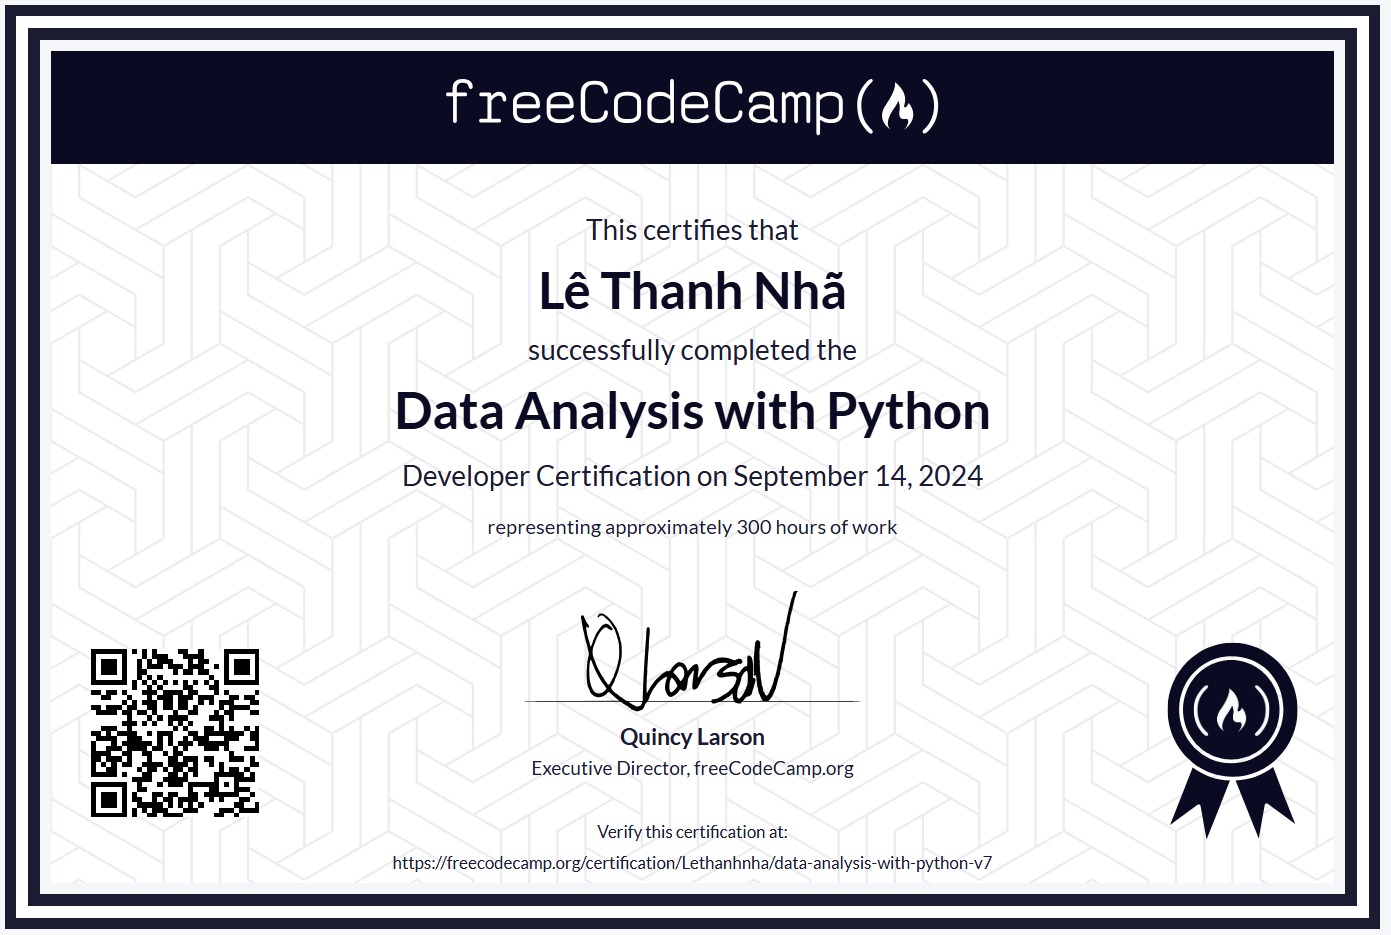 freeCodeCamp
This certifies that
Lê Thanh Nhã
successfully completed the
Data Analysis with Python
Developer Certification on September 14, 2024
representing approximately 300 hours of work
Quincy Larson
Executive Director, freeCodeCamp.org
Verify this certification at:
https://freecodecamp.org/certification/Lethanhnha/data-analysis-with-python-v7